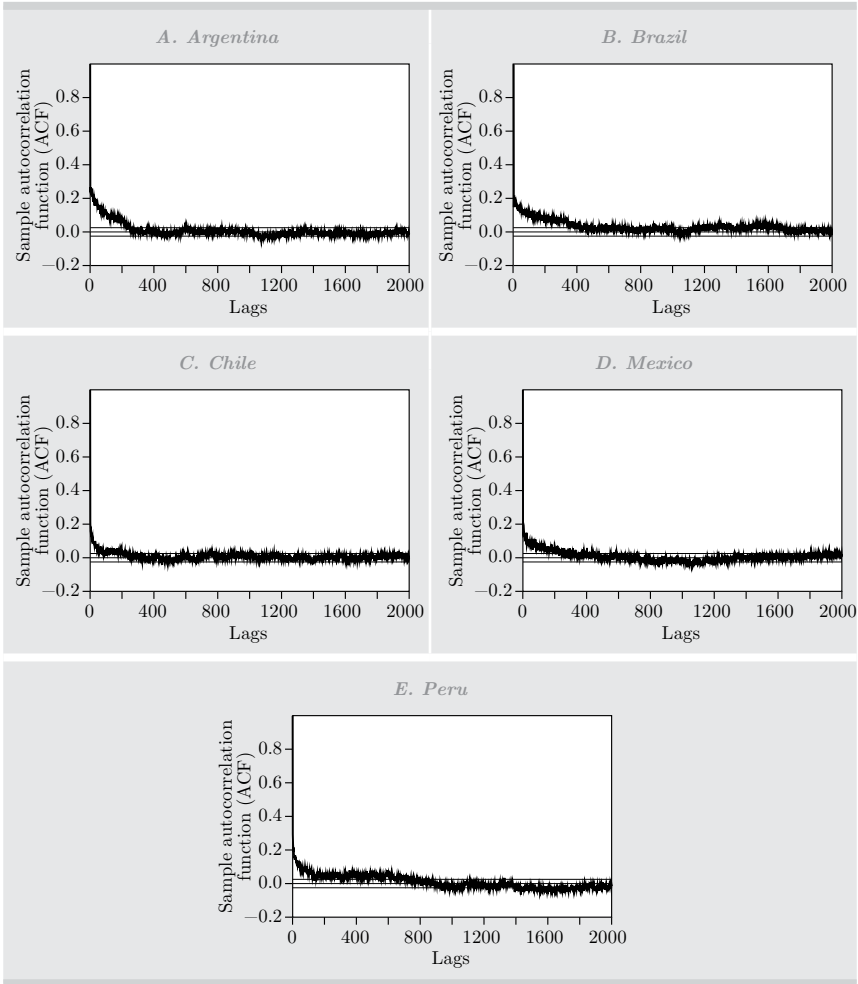 A. Argentina
Sample autocorrelation
function (ACF)
0.8
0.6
0.4
0.2
0.0
−0.2
0 400 800 1200 1600 2000
Lags
B. Brazil
Sample autocorrelation
function (ACF)
0.8
0.6
0.4
0.2
0.0
−0.2
0 400 800 1200 1600 2000
Lags
C. Chile
Sample autocorrelation
function (ACF)
0.8
0.6
0.4
0.2
0.0
−0.2
0 400 800 1200 1600 2000
Lags
D. Mexico
Sample autocorrelation
function (ACF)
0.8
0.6
0.4
0.2
0.0
−0.2
0 400 800 1200 1600 2000
Lags
E. Peru
Sample autocorrelation
function (ACF)
0.8
0.6
0.4
0.2
0.0
−0.2
0 400 800 1200 1600 2000
Lags